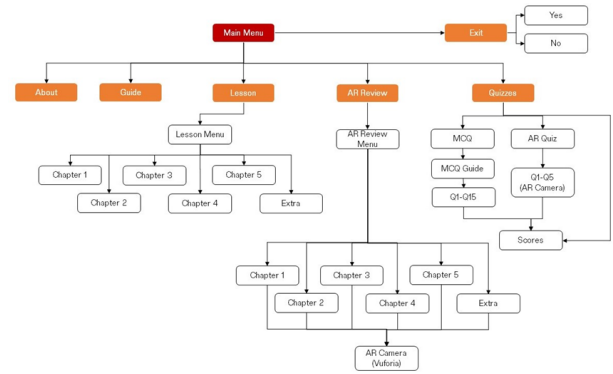 Main Menu
Exit
Yes
No
About
Guide
Lesson
AR Review
Quizzes
Lesson Menu
Chapter 1
Chapter 2
Chapter 3
Chapter 4
Chapter 5
Extra
AR Review
Menu
Chapter 1
Chapter 2
Chapter 3
Chapter 4
Chapter 5
Extra
AR Camera
(Vuforia)
MCQ
MCQ Guide
Q1-Q15
AR Quiz
Q1-Q5
(AR Camera)
Scores